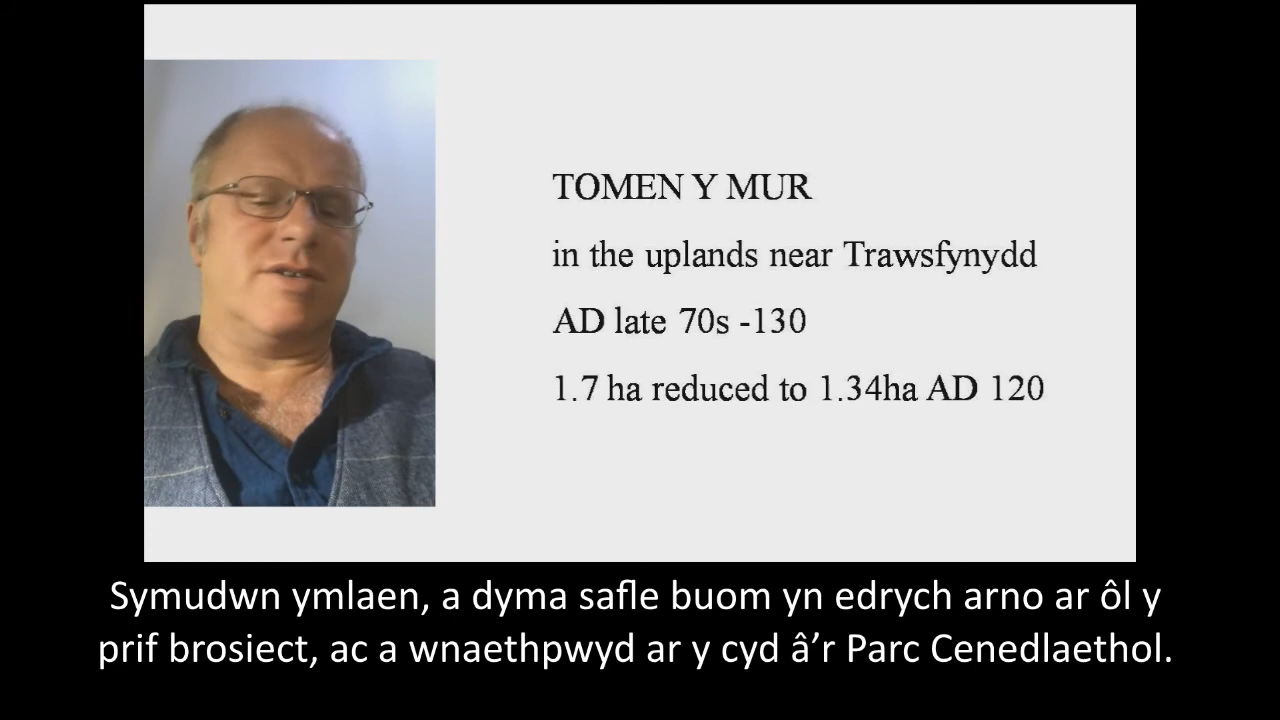 TOMEN Y MUR
in the uplands near Trawsfynydd
AD late 70s -130
1.7 ha reduced to 1.34ha AD 120
Symudwn ymlaen, a dyma safle buom yn edrych arno ar ôl y
prif brosiect, ac a wnaethpwyd ar y cyd â’r Parc Cenedlaethol.